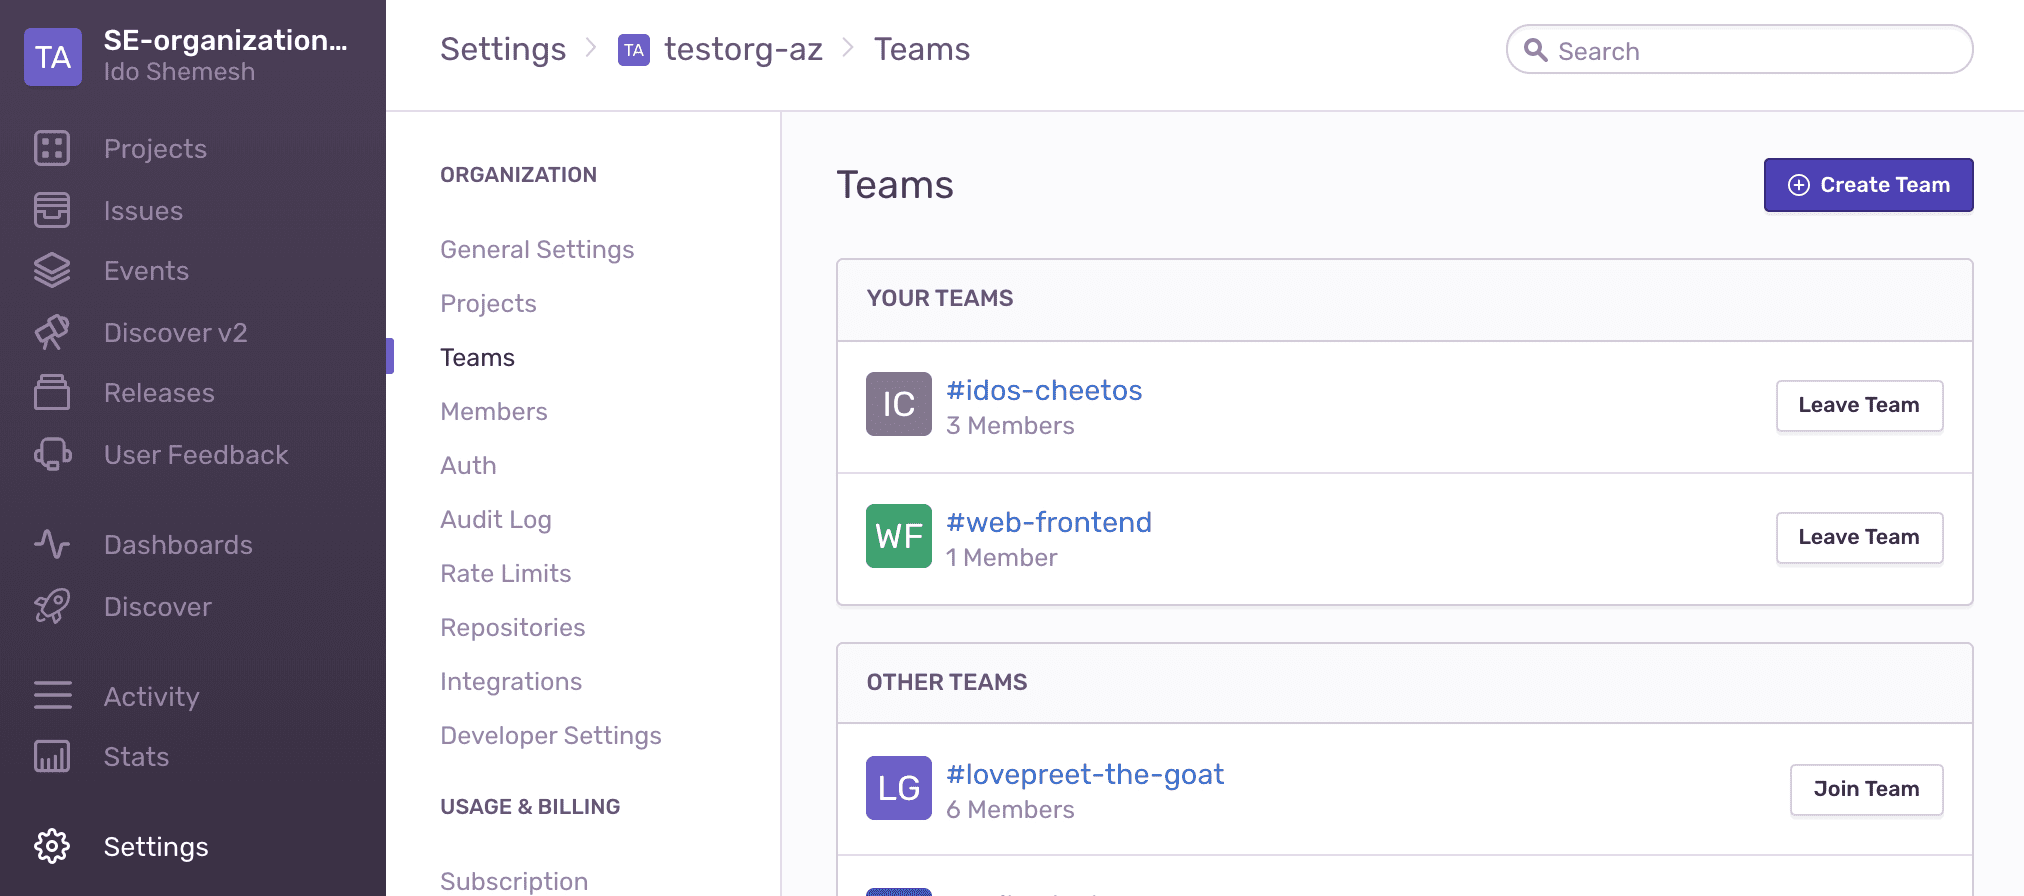 TA
SE-organization...
Ido Shemesh
Projects
Issues
Events
Discover v2
Releases
User Feedback
Dashboards
Discover
Activity
Stats
Settings
Settings > TA testorg-az > Teams
Search
ORGANIZATION
General Settings
Projects
Teams
Members
Auth
Audit Log
Rate Limits
Repositories
Integrations
Developer Settings
USAGE & BILLING
Subscription
Teams
Create Team
YOUR TEAMS
IC
#idos-cheetos
3 Members
Leave Team
WF
#web-frontend
1 Member
Leave Team
OTHER TEAMS
LG
#lovepreet-the-goat
6 Members
Join Team